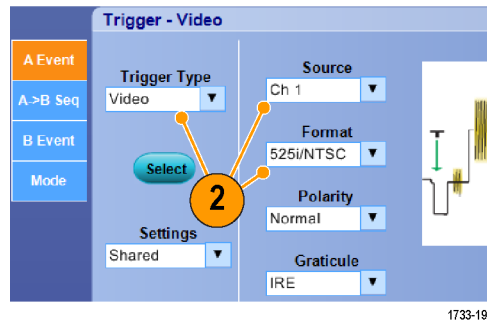 Trigger - Video
A Event
A->B Seq
B Event
Mode
Trigger Type
Video
Select
2
Settings
Shared
Source
Ch 1
Format
525i/NTSC
Polarity
Normal
Graticule
IRE
T
1733-19